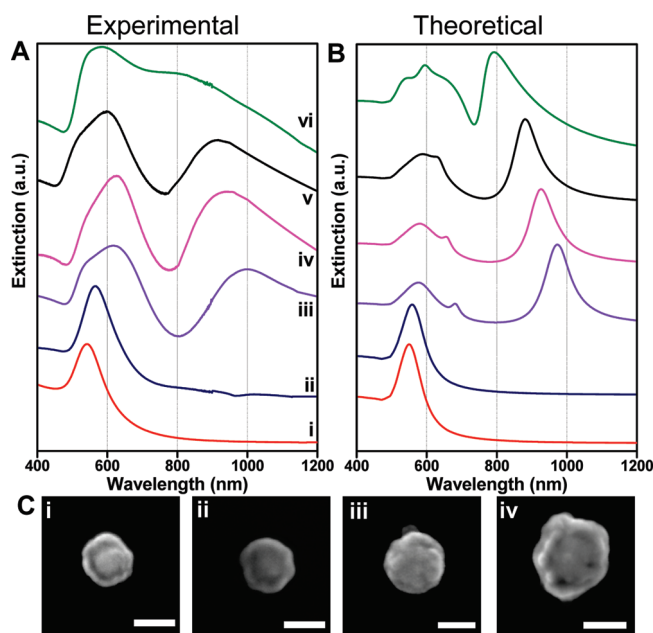 Experimental Theoretical
A B
Extinction (a.u.) Extinction (a.u.)
vi
v
iv
iii
ii
i
400 600 800 1000 1200 400 600 800 1000 1200
Wavelength (nm) Wavelength (nm)
C i ii iii iv